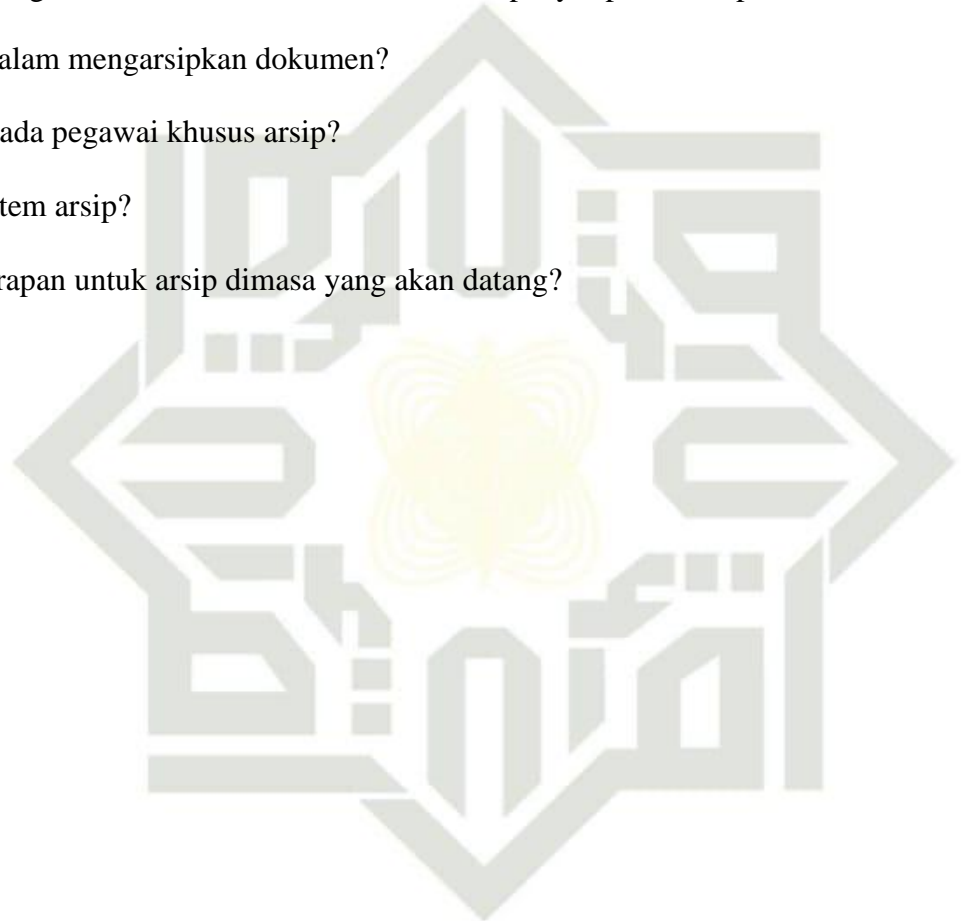 alam mengarsipkan dokumen?
ada pegawai khusus arsip?
tem arsip?
rapan untuk arsip dimasa yang akan datang?